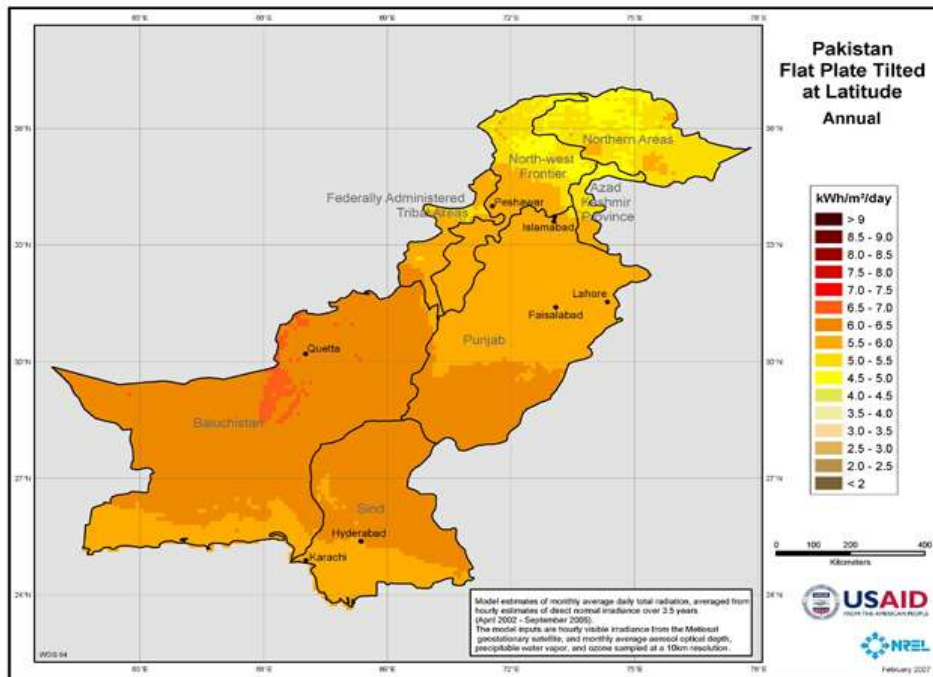 Pakistan
Flat Plate Tilted
at Latitude
Annual
Northern Areas
North-west
Frontier
Azad
Kashmir
Province
Federally Administered
Tribal Areas
Peshawar
Islamabad
Lahore
Faisalabad
Punjab
Quetta
Baluchistan
Sind
Hyderabad
Karachi
kWh/m²/day
> 9
8.5 - 9.0
8.0 - 8.5
7.5 - 8.0
7.0 - 7.5
6.5 - 7.0
6.0 - 6.5
5.5 - 6.0
5.0 - 5.5
4.5 - 5.0
4.0 - 4.5
3.5 - 4.0
3.0 - 3.5
2.5 - 3.0
2.0 - 2.5
< 2
0 100 200 400
Kilometers
Model estimates of monthly average daily total radiation, averaged from
hourly estimates of direct normal irradiance over 3.5 years
(April 2002 - September 2005).
The model inputs are hourly visible irradiance from the Meteosat
geostationary satellite, and monthly average aerosol optical depth,
precipitable water vapor, and ozone sampled at a 10km resolution.
USAID
FROM THE AMERICAN PEOPLE
NREL
February 2007
72°E
75°E
78°E
30°N
27°N
24°N